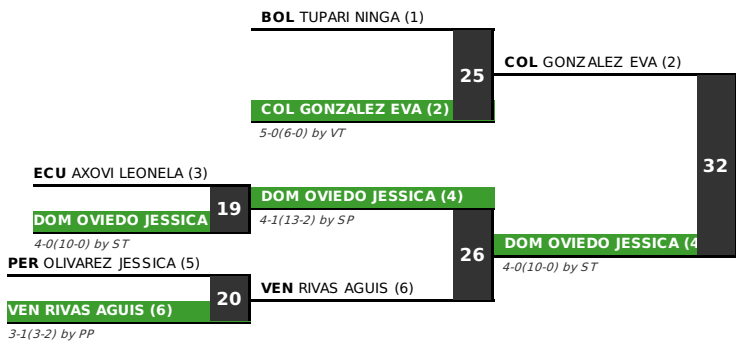 BOL TUPARI NINGA (1)
25
COL GONZALEZ EVA (2)
COL GONZALEZ EVA (2)
5-0(6-0) by VT
32
ECU AXOVI LEONELA (3)
19
DOM OVIEDO JESSICA (4)
DOM OVIEDO JESSICA
4-1(13-2) by SP
4-0(10-0) by ST
26
DOM OVIEDO JESSICA (4
4-0(10-0) by ST
PER OLIVAREZ JESSICA (5)
20
VEN RIVAS AGUIS (6)
VEN RIVAS AGUIS (6)
3-1(3-2) by PP